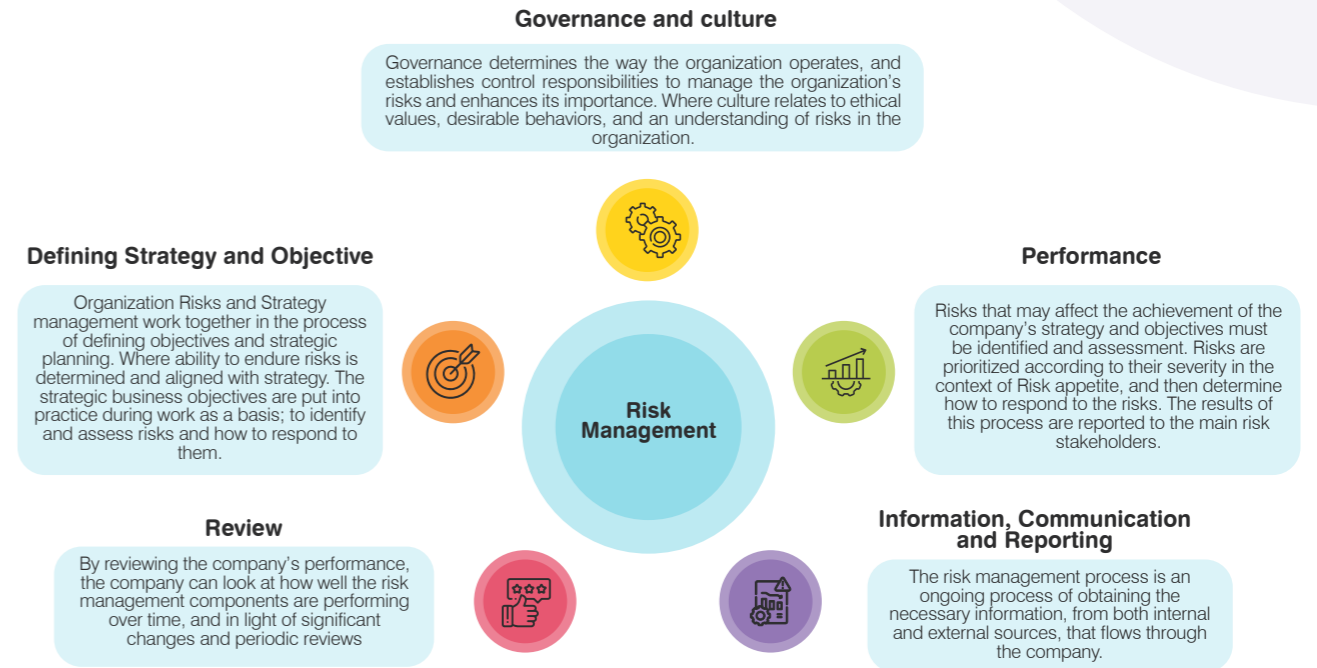 Governance and culture
Governance determines the way the organization operates, and
establishes control responsibilities to manage the organization's
risks and enhances its importance. Where culture relates to ethical
values, desirable behaviors, and an understanding of risks in the
organization.
Defining Strategy and Objective
Organization Risks and Strategy
management work together in the process
of defining objectives and strategic
planning. Where ability to endure risks is
determined and aligned with strategy. The
strategic business objectives are put into
practice during work as a basis; to identify
and assess risks and how to respond to
them.
Performance
Risks that may affect the achievement of the
company's strategy and objectives must
be identified and assessment. Risks are
prioritized according to their severity in the
context of Risk appetite, and then determine
how to respond to the risks. The results of
this process are reported to the main risk
stakeholders.
Risk
Management
Review
By reviewing the company's performance,
the company can look at how well the risk
management components are performing
over time, and in light of significant
changes and periodic reviews
Information, Communication
and Reporting
The risk management process is an
ongoing process of obtaining the
necessary information, from both internal
and external sources, that flows through
the company.